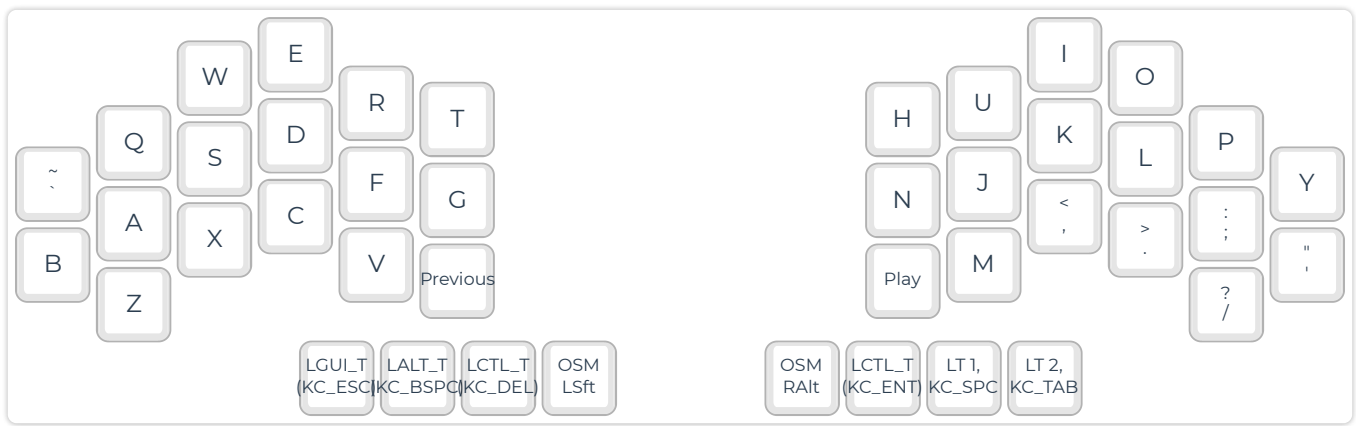 E
I
W
O
R
U
T
H
Q
P
D
K
S
L
~
`
F
J
Y
G
N
A
:
;
C
<
,
X
>
.
B
V
M
"
'
Previous
Play
Z
?
/
LGUI_T
(KC_ESC)
LALT_T
(KC_BSPC)
LCTL_T
(KC_DEL)
OSM
LSft
OSM
RAlt
LCTL_T
(KC_ENT)
LT 1,
KC_SPC
LT 2,
KC_TAB